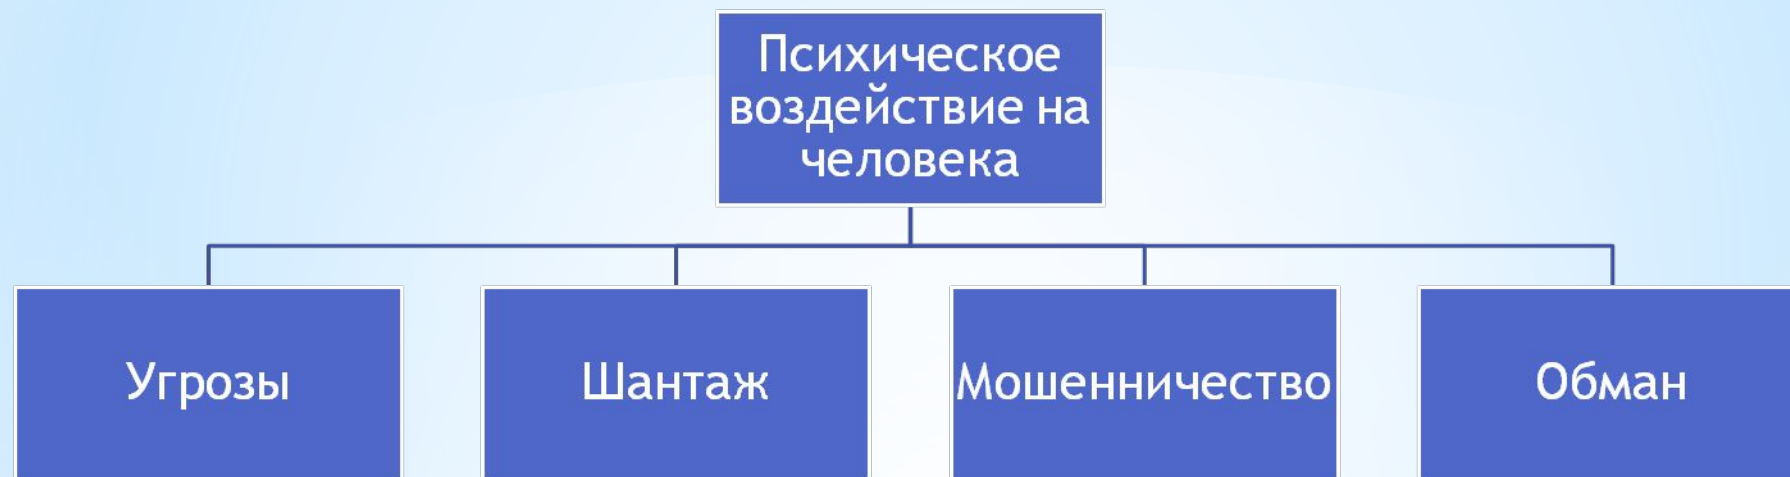 Психическое
воздействие на
человека
Угрозы
Шантаж
Мошенничество
Обман